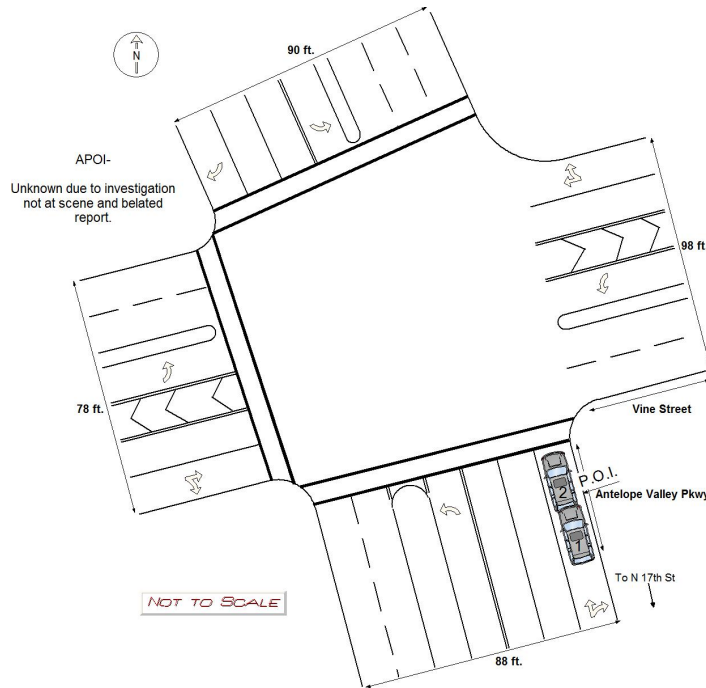 90 ft.
N
APOI-
Unknown due to investigation
not at scene and belated
report.
98 ft
78 ft.
Vine Street
P.O.I.
2
Antelope Valley Pkwy
1
To N 17th St
NOT TO SCALE
88 ft.